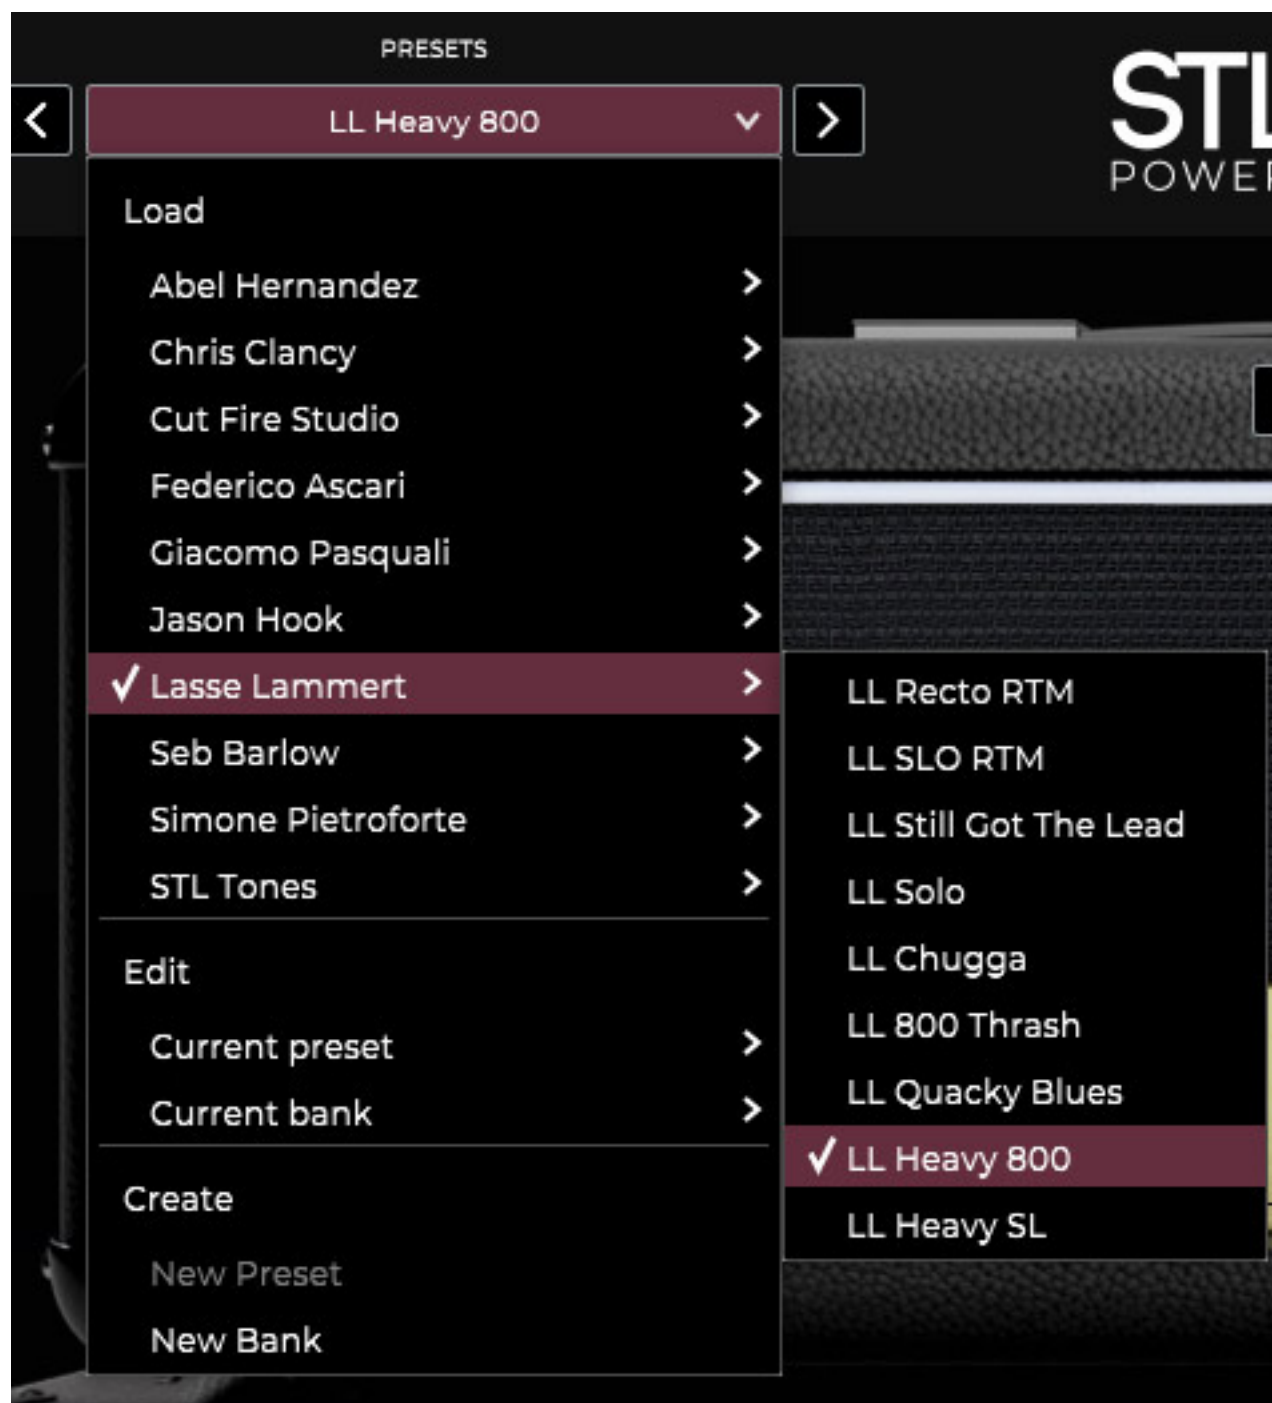 PRESETS
LL Heavy 800
STL
POWER
Load
Abel Hernandez
Chris Clancy
Cut Fire Studio
Federico Ascari
Giacomo Pasquali
Jason Hook
Lasse Lammert
Seb Barlow
Simone Pietroforte
STL Tones
Edit
Current preset
Current bank
Create
New Preset
New Bank
LL Recto RTM
LL SLO RTM
LL Still Got The Lead
LL Solo
LL Chugga
LL 800 Thrash
LL Quacky Blues
LL Heavy 800
LL Heavy SL